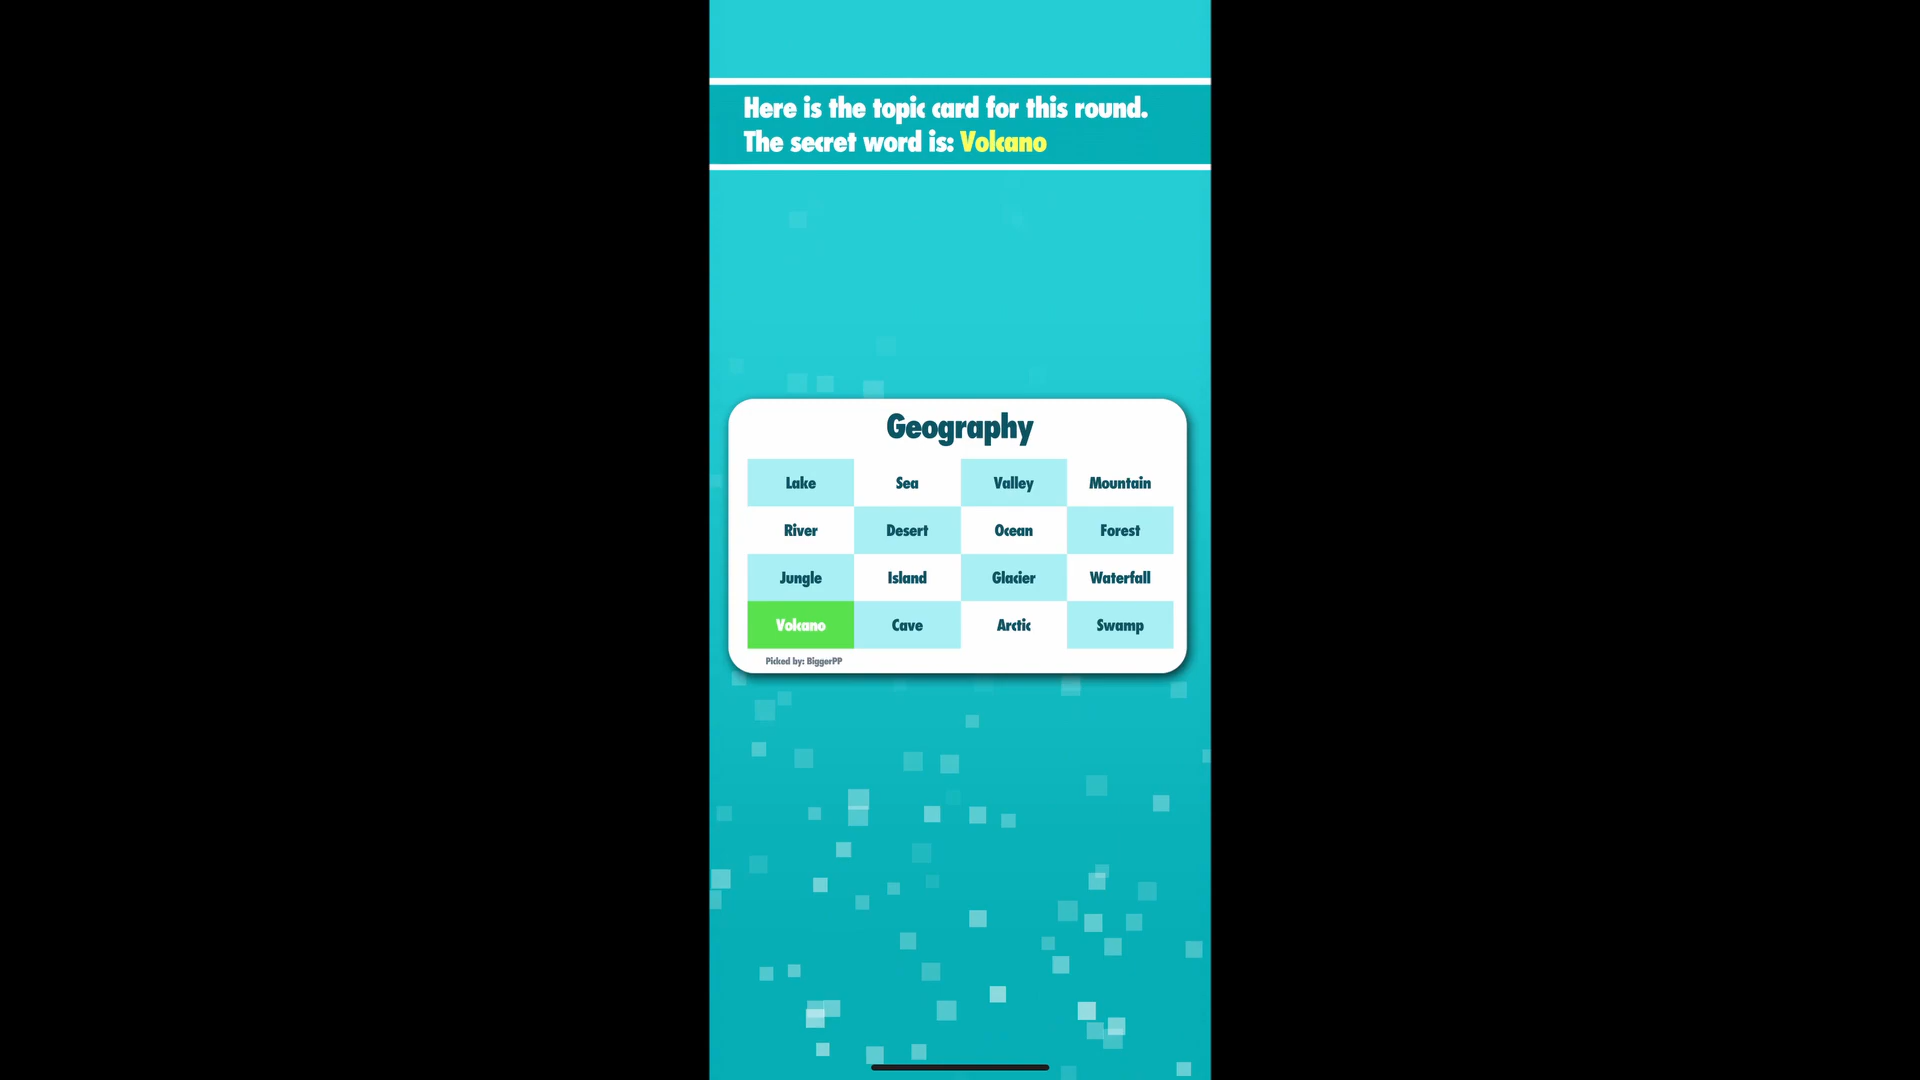 Here is the topic card for this round.
The secret word is: Volcano
Geography
Lake Sea Valley Mountain
River Desert Ocean Forest
Jungle Island Glacier Waterfall
Volcano Cave Arctic Swamp
Picked by: BiggerPP